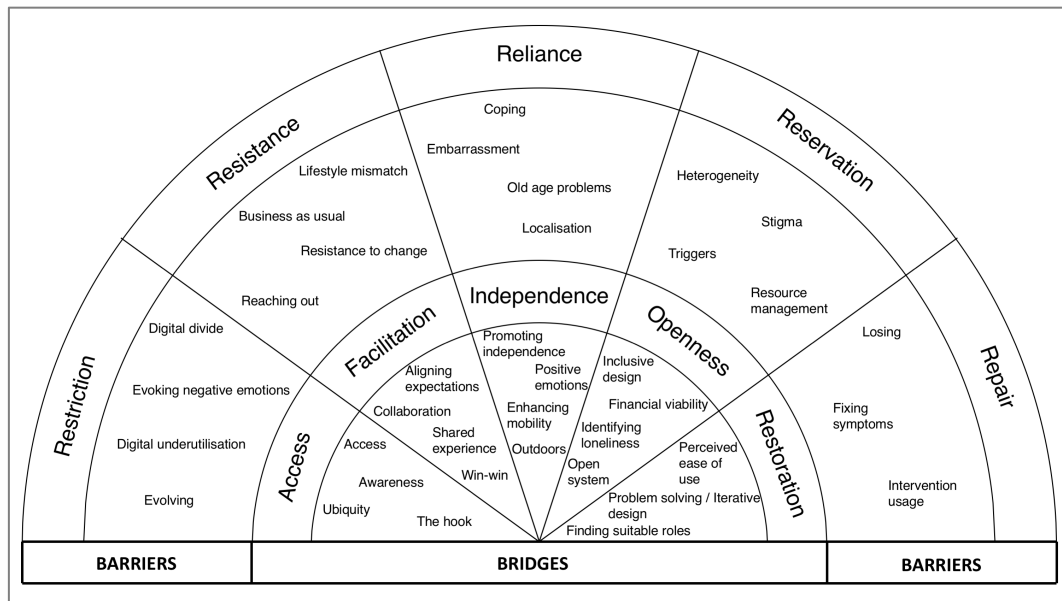 Reliance
Resistance
Reservation
Restriction
Repair
Coping
Embarrassment
Old age problems
Localisation
Lifestyle mismatch
Business as usual
Resistance to change
Reaching out
Heterogeneity
Stigma
Triggers
Resource
management
Digital divide
Evoking negative emotions
Digital underutilisation
Evolving
Losing
Fixing
symptoms
Intervention
usage
Independence
Facilitation
Openness
Access
Restoration
Promoting
independence
Positive
emotions
Enhancing
mobility
Outdoors
Aligning
expectations
Collaboration
Shared
experience
Win-win
Inclusive
design
Financial viability
Identifying
loneliness
Open
system
Access
Awareness
Ubiquity
The hook
Perceived
ease of
use
Problem solving / Iterative
design
Finding suitable roles
BARRIERS
BRIDGES
BARRIERS